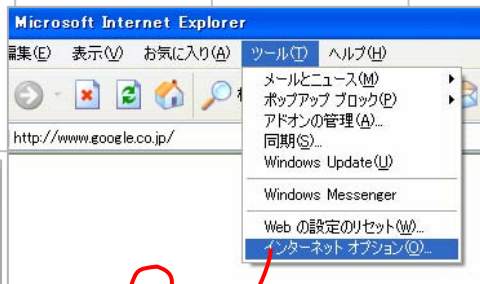 Microsoft Internet Explorer
編集(E) 表示(V) お気に入り(A) ツール(T) ヘルプ(H)
メールとニュース(M)
ポップアップ ブロック(P)
アドオンの管理(A)...
同期(S)...
Windows Update(U)
Windows Messenger
Web の設定のリセット(W)...
インターネット オプション(O)...
http://www.google.co.jp/